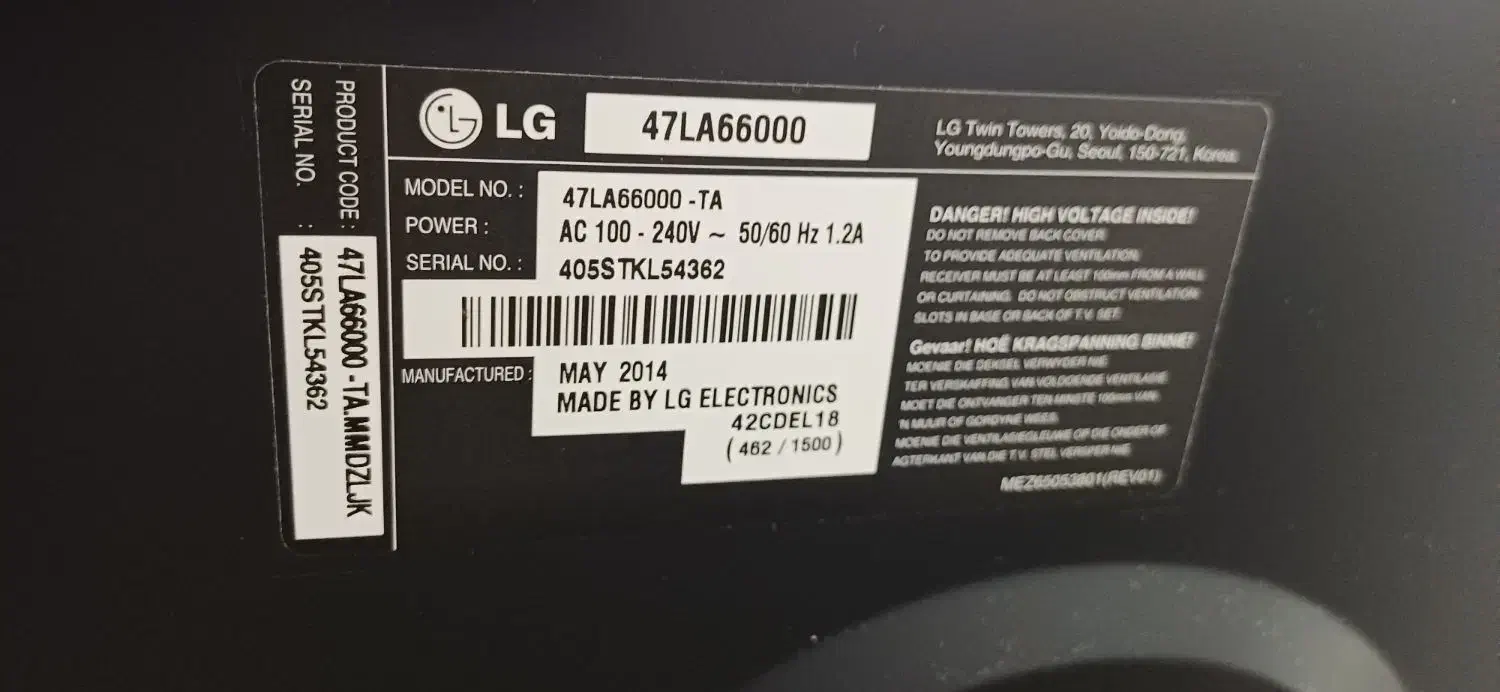 PRODUCT CODE : 47LA66000 -TA.MMDZLJK
SERIAL NO. : 405STKL54362
LG 47LA66000
LG Twin Towers, 20, Yoido-Dong,
Youngdungpo-Gu, Seoul, 150-721, Korea
MODEL NO. : 47LA66000 -TA
POWER : AC 100 - 240V ~ 50/60 Hz 1.2A
SERIAL NO. : 405STKL54362
MANUFACTURED : MAY 2014
MADE BY LG ELECTRONICS
42CDEL18
( 462 / 1500 )
DANGER! HIGH VOLTAGE INSIDE!
DO NOT REMOVE BACK COVER.
TO PROVIDE ADEQUATE VENTILATION,
RECEIVER MUST BE AT LEAST 100mm FROM A WALL
OR CURTAINING. DO NOT OBSTRUCT VENTILATION
SLOTS IN BASE OR BACK OF T.V. SET.
Gevaar! HOË KRAGSPANNING BINNE!
MOENIE DIE DEKSEL VERWYDER NIE.
TER VERSKAFFING VAN VOLDOENDE VENTILASIE
MOET DIE ONTVANGER TEN MINSTE 100mm VAN
'N MUUR OF GORDYNE WEES.
MOENIE DIE VENTILASIEGLEUWE OP DIE ONDER OF
AGTERKANT VAN DIE T.V. STEL VERSPER NIE.
MEZ65053801(REV01)